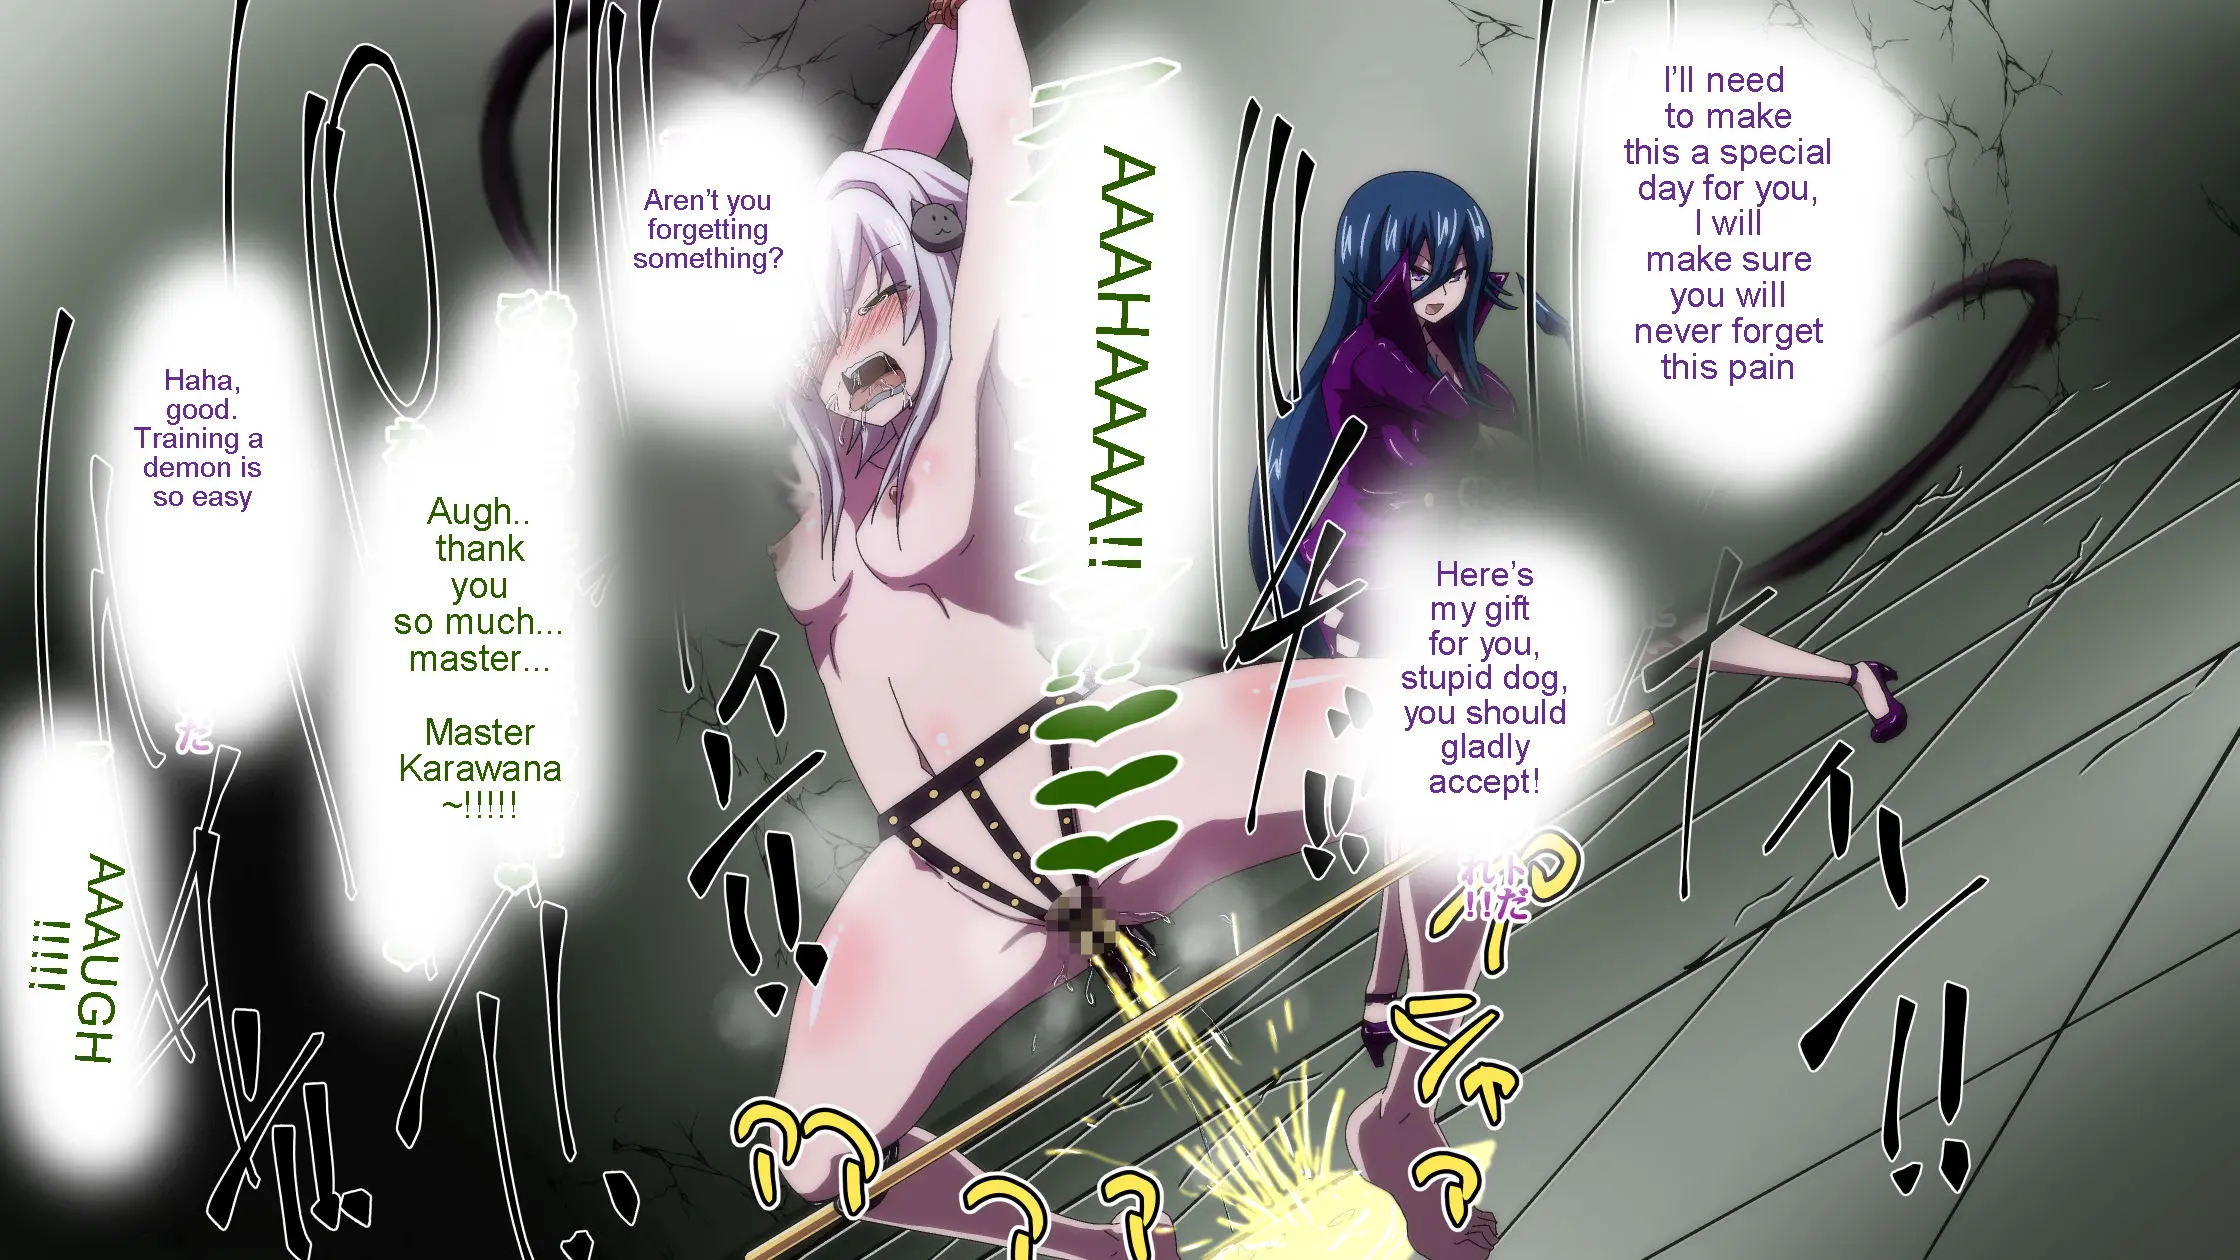 I'll need
to make
this a special
day for you,
I will
make sure
you will
never forget
this pain
Here's
my gift
for you,
stupid dog,
you should
gladly
accept!
AAAHAAAA!!
Aren't you
forgetting
something?
Augh..
thank
you
so much...
master...
Master
Karawana
~!!!!!
Haha,
good.
Training a
demon is
so easy
AAAUGH
!!!!!